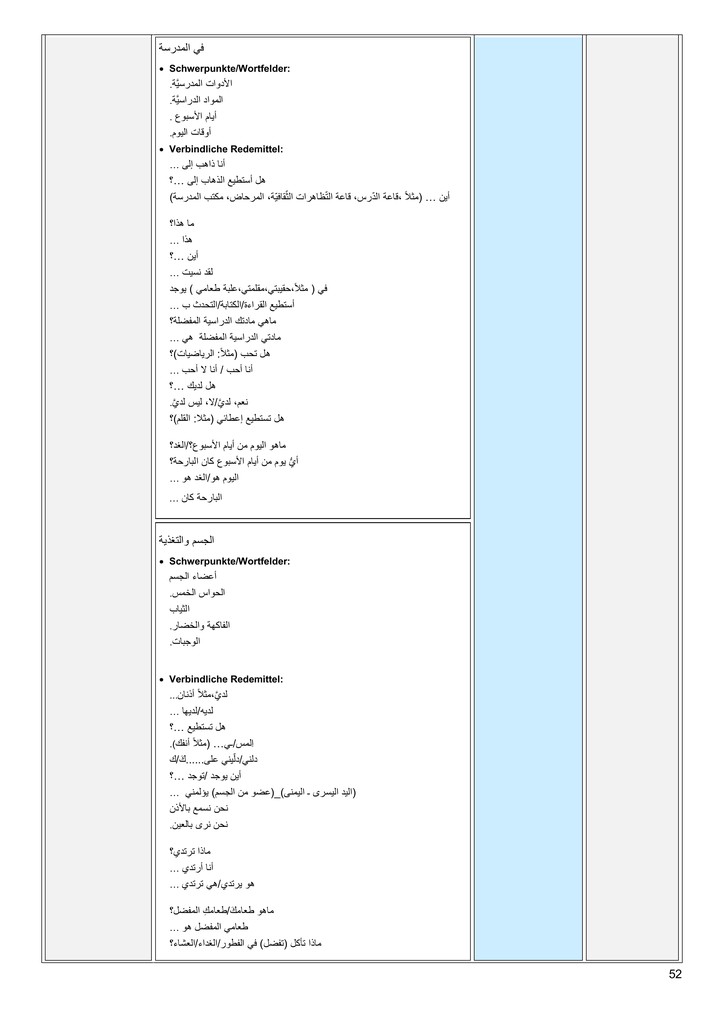 في المدرسة
• Schwerpunkte/Wortfelder:
الأدوات المدرسيَّة.
المواد الدراسيَّة.
أيام الأسبوع .
أوقات اليوم.
• Verbindliche Redemittel:
أنا ذاهب إلى ...
هل أستطيع الذهاب إلى ...؟
أين ... (مثلاً ،قاعة الدّرس، قاعة التّظاهرات الثّقافيّة، المرحاض، مكتب المدرسة)
ما هذا؟
هذا ...
أين ...؟
لقد نسيت ...
في ( مثلاً،حقيبتي،مقلمتي،علبة طعامي ) يوجد
أستطيع القراءة/الكتابة/التحدث ب ...
ماهي مادتك الدراسية المفضلة؟
مادتي الدراسية المفضلة هي ...
هل تحب (مثلاً: الرياضيات)؟
أنا أحب / أنا لا أحب ...
هل لديك ...؟
نعم، لديَّ/لا، ليس لديَّ.
هل تستطيع إعطائي (مثلا: القلم)؟
ماهو اليوم من أيام الأسبوع؟/الغد؟
أيُّ يوم من أيام الأسبوع كان البارحة؟
اليوم هو/الغد هو ...
البارحة كان ...
الجسم والتغذية
• Schwerpunkte/Wortfelder:
أعضاء الجسم
الحواس الخمس.
الثياب
الفاكهة والخضار.
الوجبات.
• Verbindliche Redemittel:
لديَّ،مثلاً أذنان...
لديه/لديها ...
هل تستطيع ...؟
إلمس/ـي... (مثلاً أنفك).
دلني/دلّيني على......كَ/كِ
أين يوجد /توجد ...؟
(اليد اليسرى ـ اليمنى)_(عضو من الجسم) يؤلمني ...
نحن نسمع بالأذن
نحن نرى بالعين.
ماذا ترتدي؟
أنا أرتدي ...
هو يرتدي/هي ترتدي ...
ماهو طعامكَ/طعامكِ المفضل؟
طعامي المفضل هو ...
ماذا تأكل (تفضل) في الفطور/الغداء/العشاء؟
52